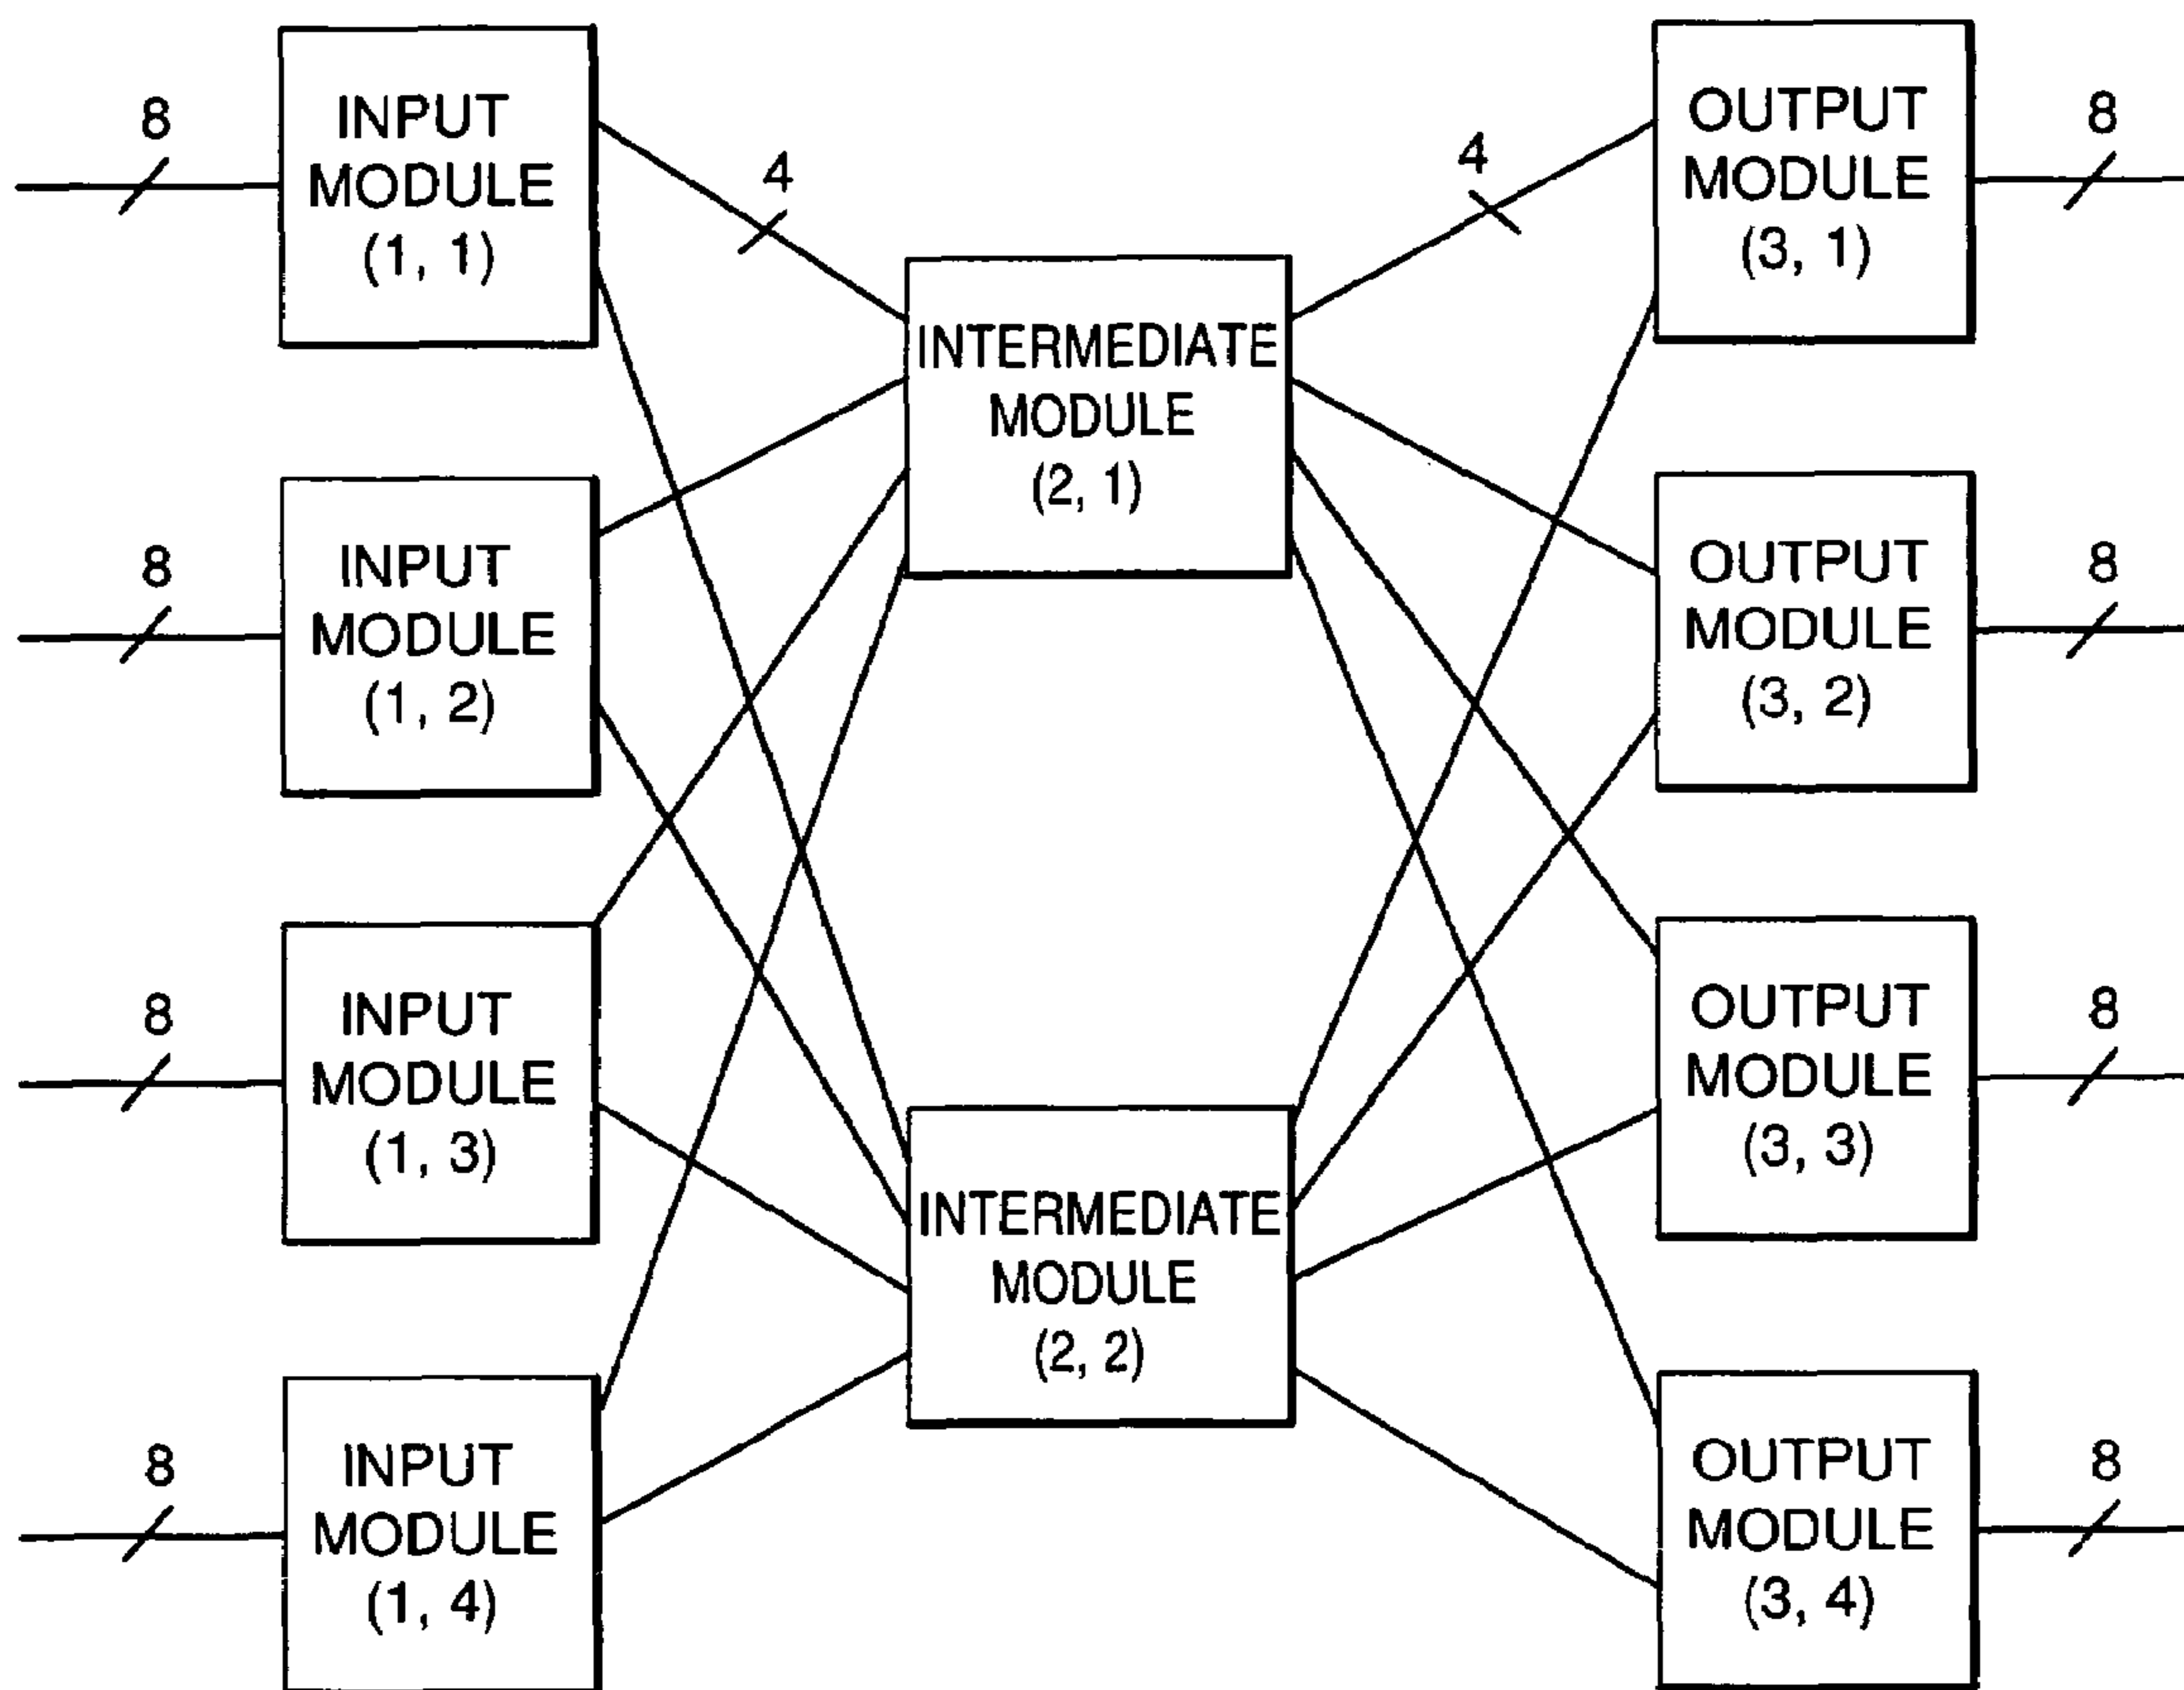 8
INPUT
MODULE
(1, 1)
4
4
OUTPUT
MODULE
(3, 1)
8
INTERMEDIATE
MODULE
(2, 1)
8
INPUT
MODULE
(1, 2)
OUTPUT
MODULE
(3, 2)
8
8
INPUT
MODULE
(1, 3)
OUTPUT
MODULE
(3, 3)
8
INTERMEDIATE
MODULE
(2, 2)
8
INPUT
MODULE
(1, 4)
OUTPUT
MODULE
(3, 4)
8